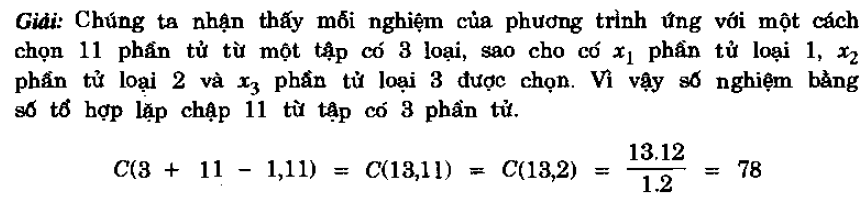 Giải: Chúng ta nhận thấy mỗi nghiệm của phương trình ứng với một cách
chọn 11 phần tử từ một tập có 3 loại, sao cho có x₁ phần tử loại 1, x₂
phần tử loại 2 và x₃ phần tử loại 3 được chọn. Vì vậy số nghiệm bằng
số tổ hợp lặp chập 11 từ tập có 3 phần tử.
C(3 + 11 - 1,11) = C(13,11) = C(13,2) = 13.12/1.2 = 78